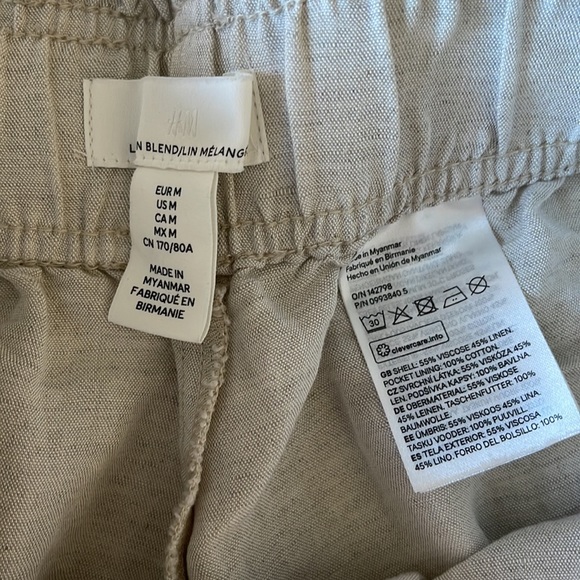 H&M
LIN BLEND/LIN MÉLANGÉ
EUR M
US M
CA M
MX M
CN 170/80A
MADE IN
MYANMAR
FABRIQUÉ EN
BIRMANIE
Made in Myanmar
Fabriqué en Birmanie
Hecho en Unión de Myanmar
O/N 142798
P/N 0993840 5
30
clevercare.info
GB SHELL: 55% VISCOSE 45% LINEN.
POCKET LINING: 100% COTTON.
CZ SVRCHNÍ LÁTKA: 55% VISKÓZA 45%
LEN. PODŠÍVKA KAPSY: 100% BAVLNA.
DE OBERMATERIAL: 55% VISKOSE
45% LEINEN. TASCHENFUTTER: 100%
BAUMWOLLE.
EE ÜMBRIS: 55% VISKOOS 45% LINA.
TASKU VOODER: 100% PUUVILL.
ES TELA EXTERIOR: 55% VISCOSA
45% LINO. FORRO DEL BOLSILLO: 100%